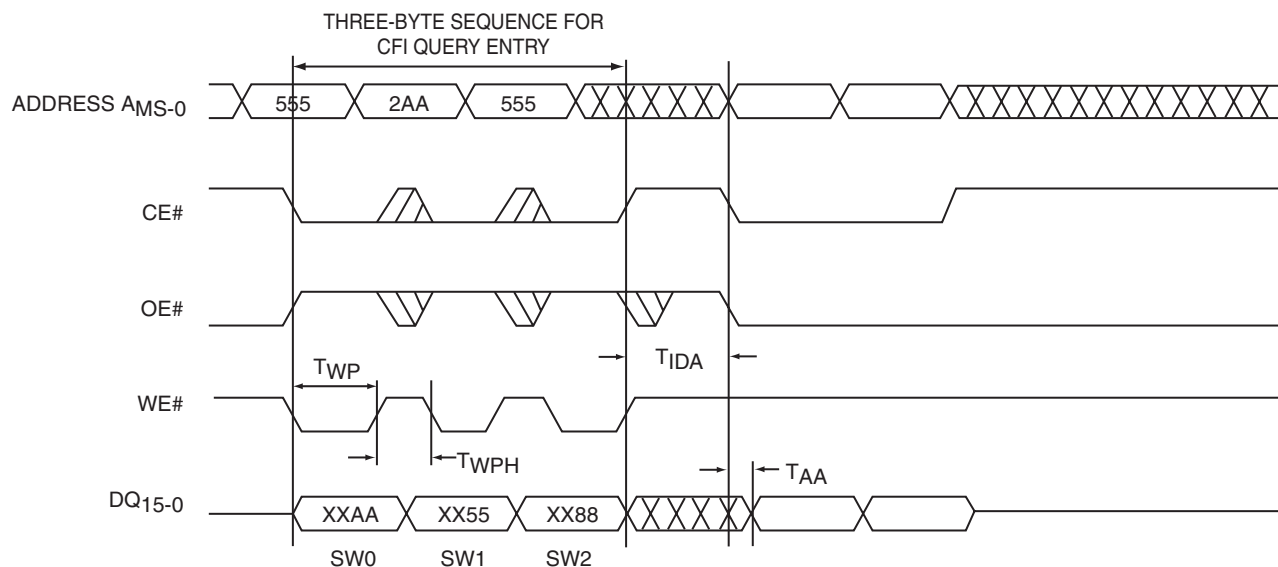 THREE-BYTE SEQUENCE FOR
CFI QUERY ENTRY
ADDRESS AMS-0
555 2AA 555
CE#
OE#
TIDA
TWP
WE#
TWPH
TAA
DQ15-0
XXAA XX55 XX88
SW0 SW1 SW2